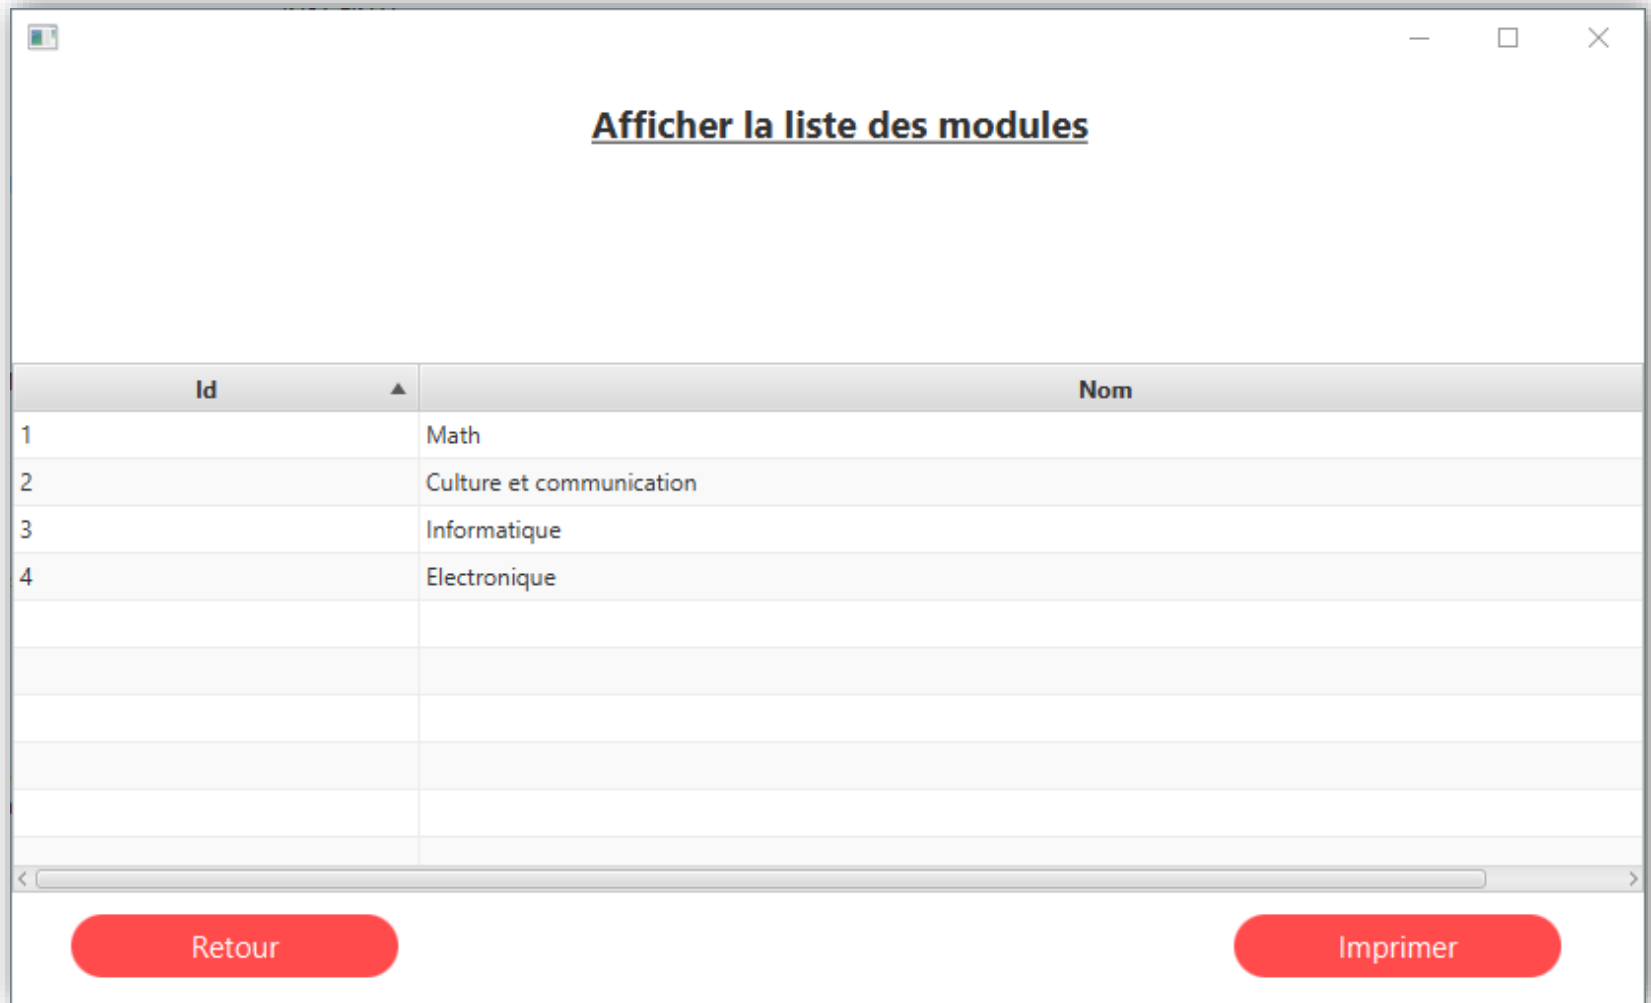 Afficher la liste des modules
Id Nom
1 Math
2 Culture et communication
3 Informatique
4 Electronique
Retour Imprimer